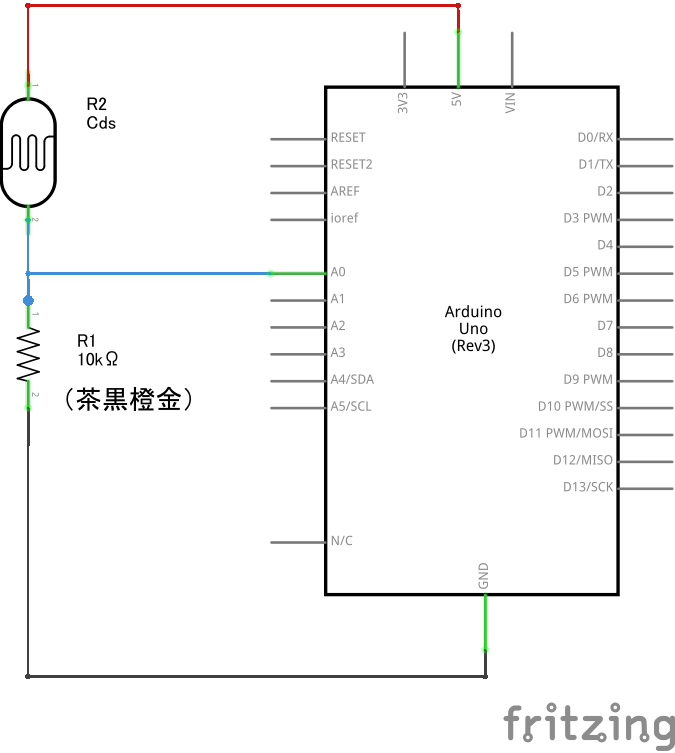 3V3
5V
VIN
1
R2
Cds
2
RESET
RESET2
AREF
ioref
A0
A1
A2
A3
A4/SDA
A5/SCL
N/C
D0/RX
D1/TX
D2
D3 PWM
D4
D5 PWM
D6 PWM
D7
D8
D9 PWM
D10 PWM/SS
D11 PWM/MOSI
D12/MISO
D13/SCK
Arduino
Uno
(Rev3)
1
R1
10kΩ
2
（茶黒橙金）
GND
fritzing